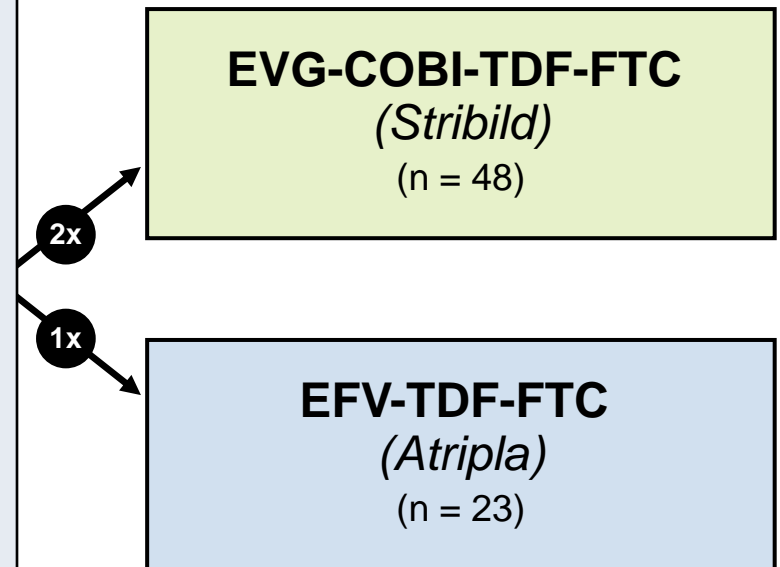 EVG-COBI-TDF-FTC
(Stribild)
(n = 48)
2x
1x
EFV-TDF-FTC
(Atripla)
(n = 23)